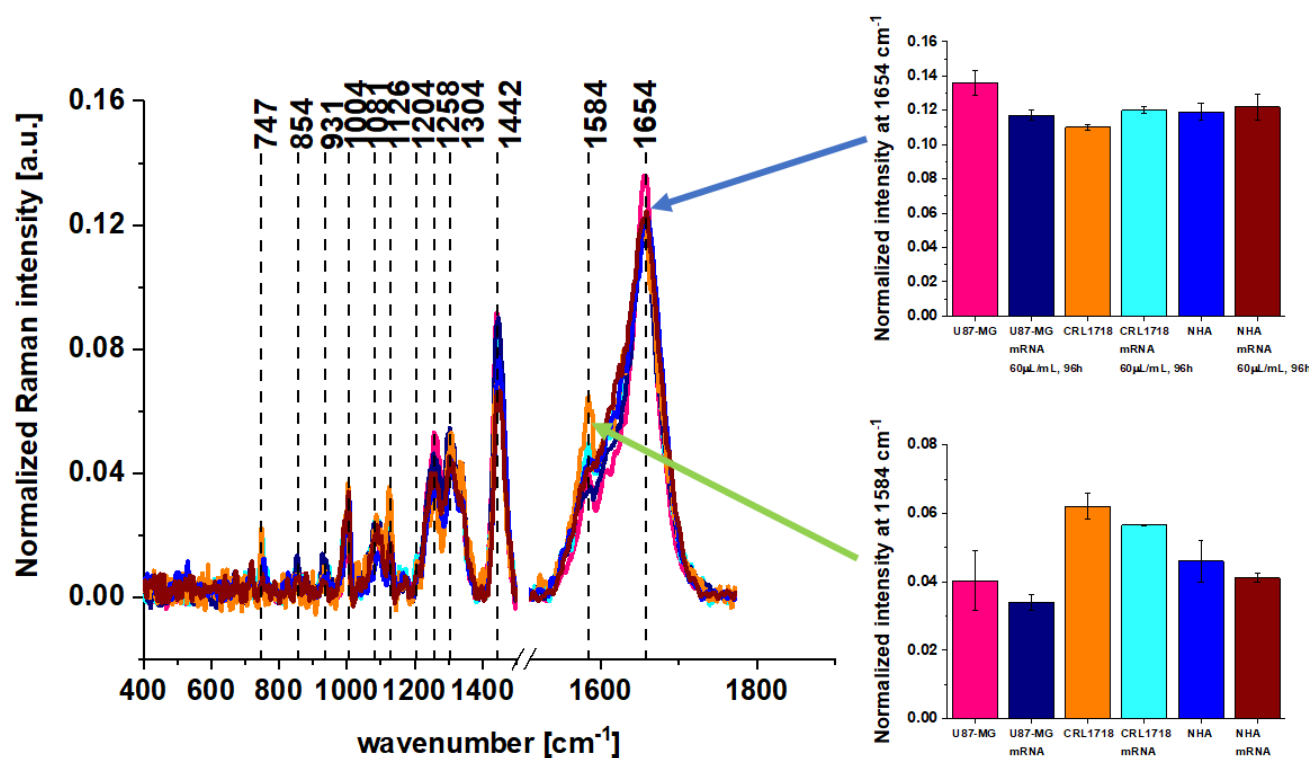 Normalized Raman intensity [a.u.]
0.16
0.12
0.08
0.04
0.00
747
854
931
1004
1081
1126
1204
1258
1304
1442
1584
1654
400
600
800
1000
1200
1400
1600
1800
wavenumber [cm-1]
Normalized intensity at 1654 cm-1
0.16
0.14
0.12
0.10
0.08
0.06
0.04
0.02
0.00
U87-MG
U87-MG
mRNA
60µL/mL, 96h
CRL1718
CRL1718
mRNA
60µL/mL, 96h
NHA
NHA
mRNA
60µL/mL, 96h
Normalized intensity at 1584 cm-1
0.08
0.06
0.04
0.02
0.00
U87-MG
U87-MG
mRNA
CRL1718
CRL1718
mRNA
NHA
NHA
mRNA